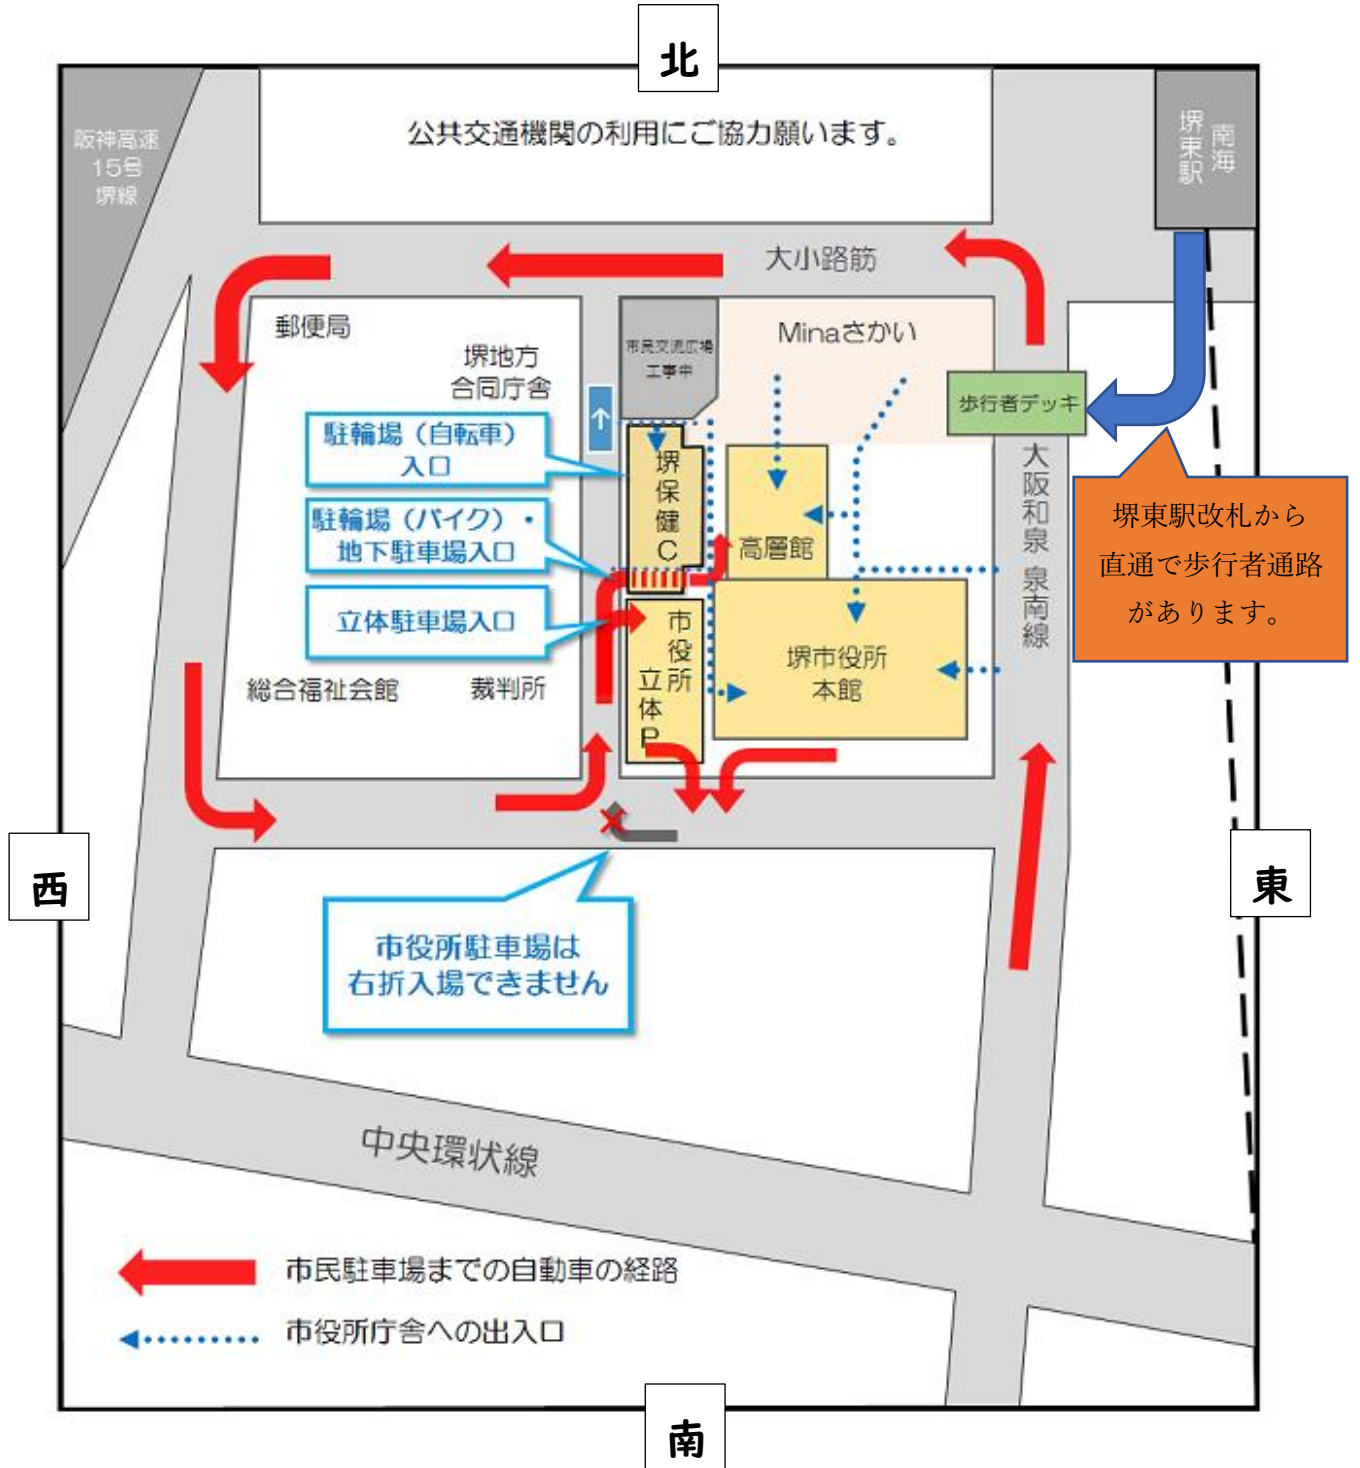 北
公共交通機関の利用にご協力願います。
阪神高速
15号
堺線
南海
堺東駅
大小路筋
郵便局
堺地方
合同庁舎
市民交流広場
工事中
Minaさかい
歩行者デッキ
駐輪場（自転車）
入口
駐輪場（バイク）・
地下駐車場入口
立体駐車場入口
堺保健C
高層館
大阪和泉泉南線
堺東駅改札から
直通で歩行者通路
があります。
総合福祉会館
裁判所
市役所
立体P
堺市役所
本館
西
東
市役所駐車場は
右折入場できません
中央環状線
市民駐車場までの自動車の経路
市役所庁舎への出入口
南